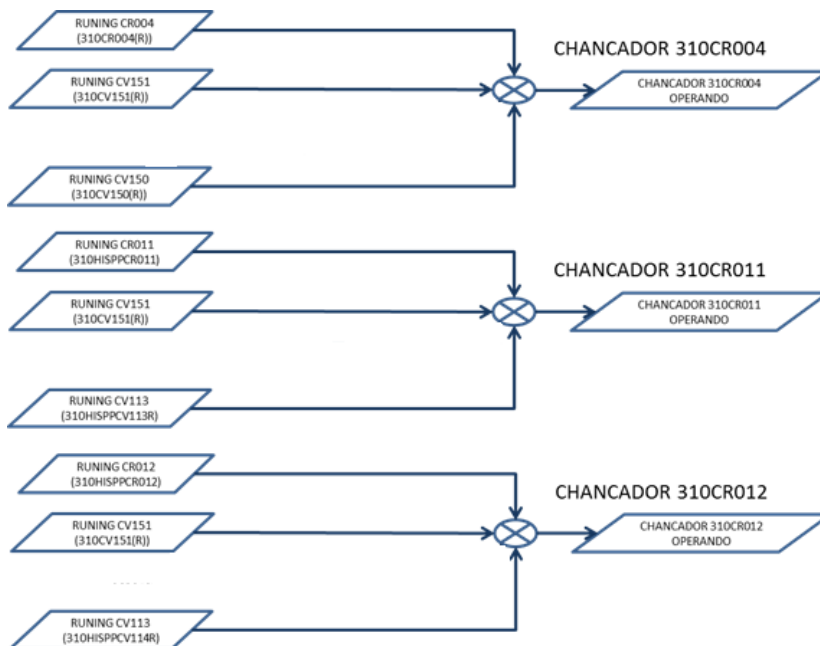 RUNING CR004
(310CR004(R))
CHANCADOR 310CR004
RUNING CV151
(310CV151(R))
CHANCADOR 310CR004
OPERANDO
RUNING CV150
(310CV150(R))
RUNING CR011
(310HISPPCR011)
CHANCADOR 310CR011
RUNING CV151
(310CV151(R))
CHANCADOR 310CR011
OPERANDO
RUNING CV113
(310HISPPCV113R)
RUNING CR012
(310HISPPCR012)
CHANCADOR 310CR012
RUNING CV151
(310CV151(R))
CHANCADOR 310CR012
OPERANDO
RUNING CV113
(310HISPPCV114R)